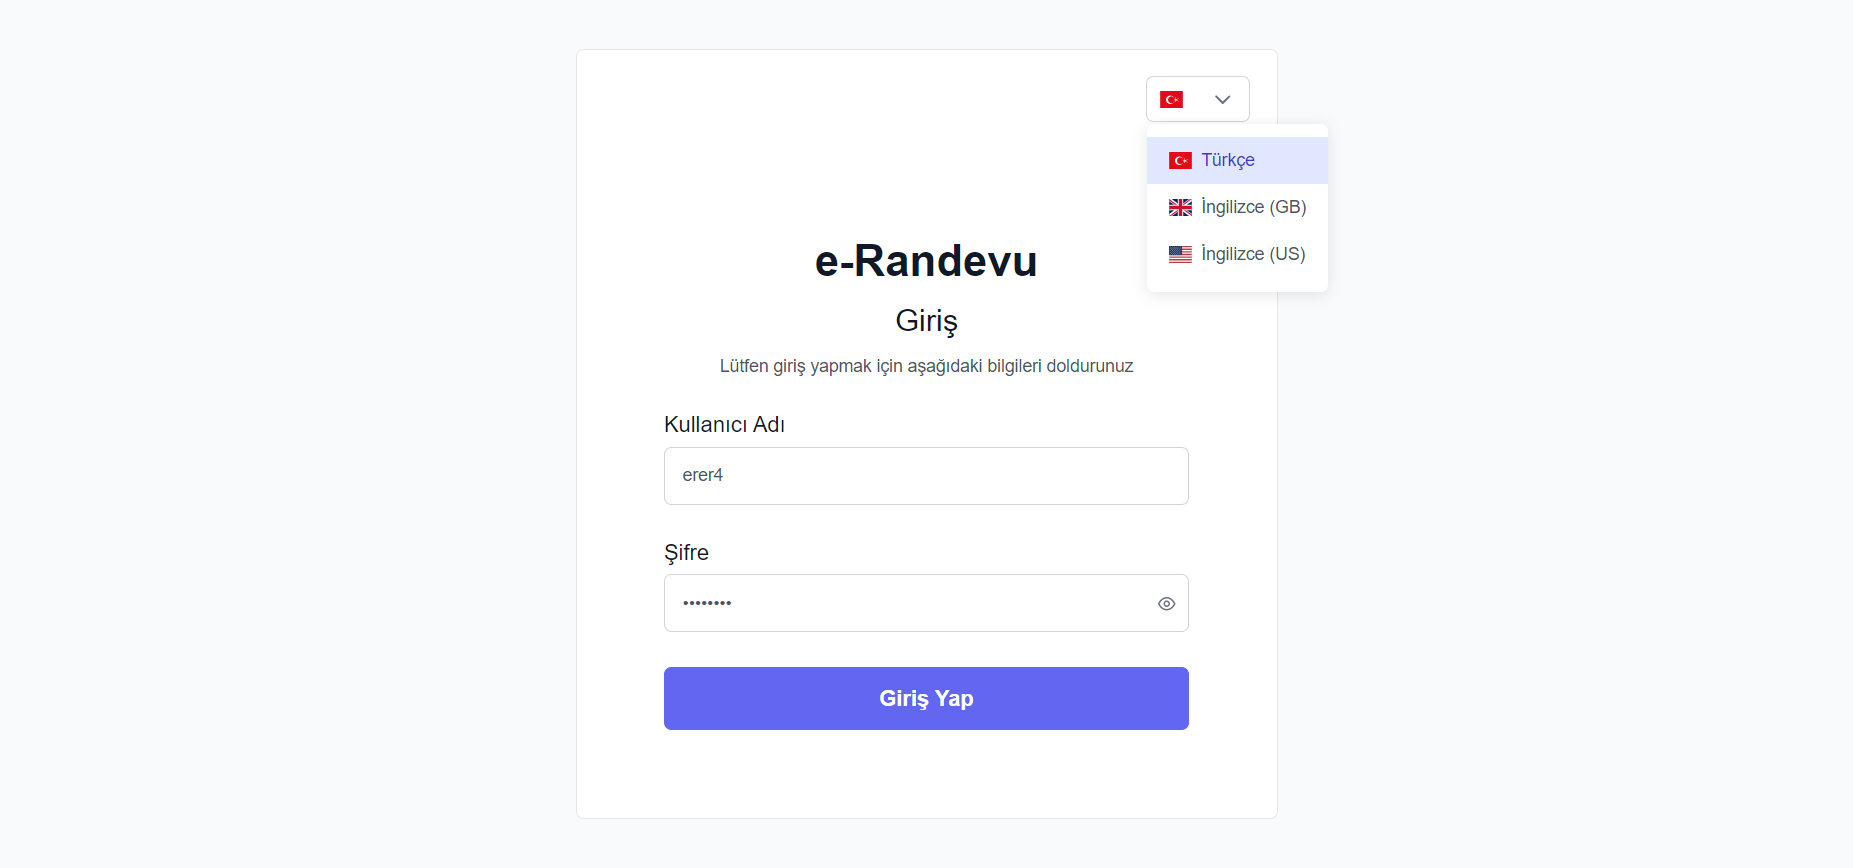 Türkçe
İngilizce (GB)
İngilizce (US)
e-Randevu
Giriş
Lütfen giriş yapmak için aşağıdaki bilgileri doldurunuz
Kullanıcı Adı
erer4
Şifre
••••••••
Giriş Yap